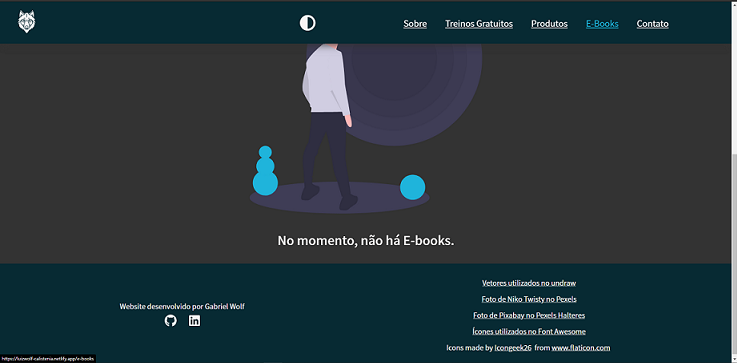 Sobre Treinos Gratuitos Produtos E-Books Contato
No momento, não há E-books.
Website desenvolvido por Gabriel Wolf
Vetores utilizados no undraw
Foto de Niko Twisty no Pexels
Foto de Pixabay no Pexels Halteres
Ícones utilizados no Font Awesome
Icons made by Icongeek26 from www.flaticon.com
https://luizwolf-calistenia.netlify.app/e-books